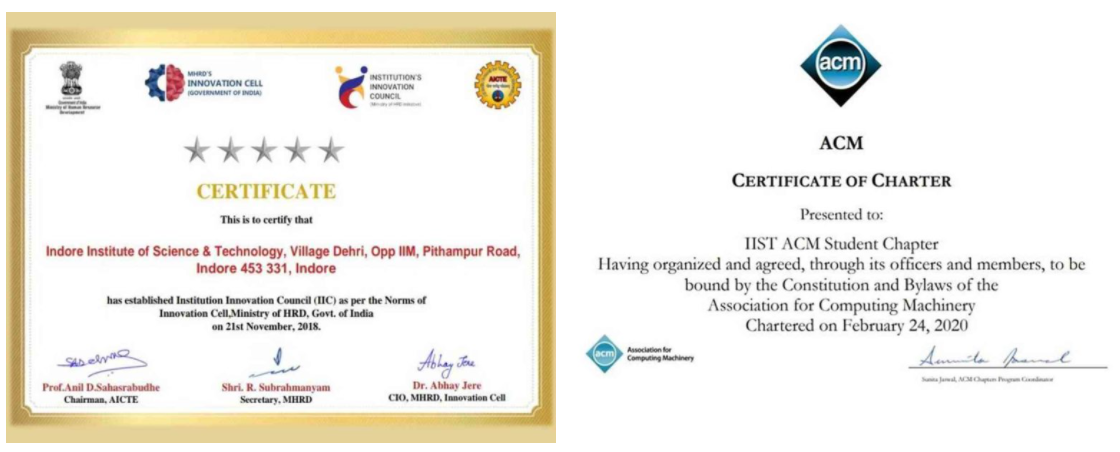 Government of India
Ministry of Human Resource
Development
MHRD'S
INNOVATION CELL
(GOVERNMENT OF INDIA)
INSTITUTION'S
INNOVATION
COUNCIL
(Ministry of HRD Initiative)
AICTE
CERTIFICATE
This is to certify that
Indore Institute of Science & Technology, Village Dehri, Opp IIM, Pithampur Road,
Indore 453 331, Indore
has established Institution Innovation Council (IIC) as per the Norms of
Innovation Cell,Ministry of HRD, Govt. of India
on 21st November, 2018.
Abhay Jere
Prof.Anil D.Sahasrabudhe
Chairman, AICTE
Shri. R. Subrahmanyam
Secretary, MHRD
Dr. Abhay Jere
CIO, MHRD, Innovation Cell
acm
ACM
CERTIFICATE OF CHARTER
Presented to:
IIST ACM Student Chapter
Having organized and agreed, through its officers and members, to be
bound by the Constitution and Bylaws of the
Association for Computing Machinery
Chartered on February 24, 2020
acm
Association for
Computing Machinery
Sunita Jaswal, ACM Chapters Program Coordinator